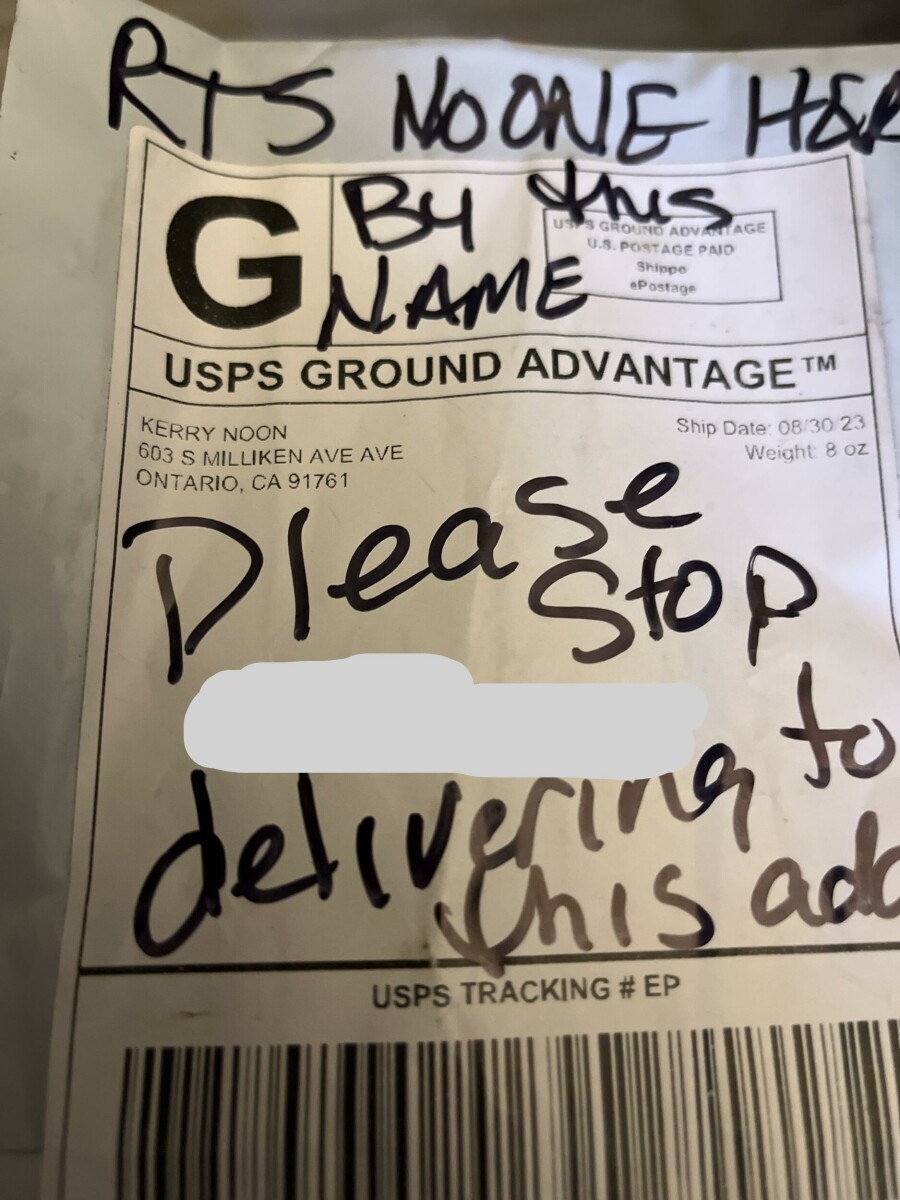 RTS NO ONE HER
G
By this
NAME
USPS GROUND ADVANTAGE
U.S. POSTAGE PAID
Shippo
ePostage
USPS GROUND ADVANTAGE™
KERRY NOON
603 S MILLIKEN AVE AVE
ONTARIO, CA 91761
Ship Date: 08/30/23
Weight: 8 oz
Please
Stop
delivering to
this add
USPS TRACKING # EP